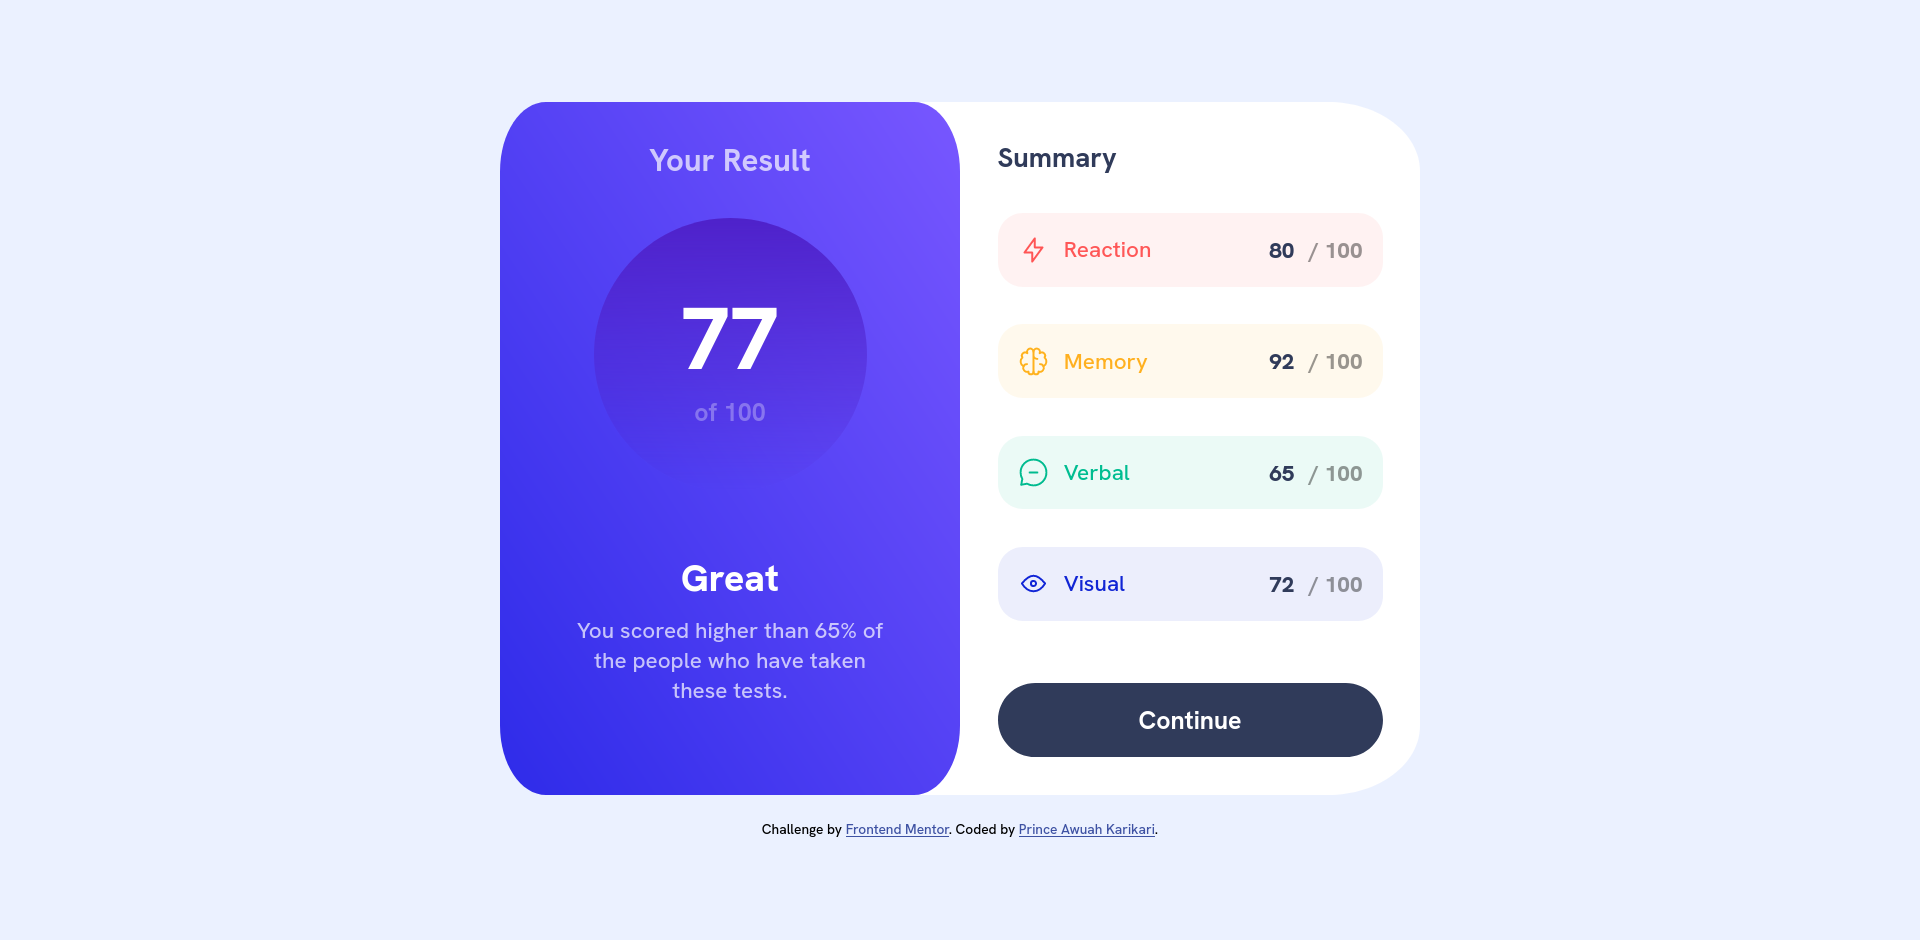 Your Result
77
of 100
Great
You scored higher than 65% of
the people who have taken
these tests.
Summary
Reaction 80 / 100
Memory 92 / 100
Verbal 65 / 100
Visual 72 / 100
Continue
Challenge by Frontend Mentor. Coded by Prince Awuah Karikari.